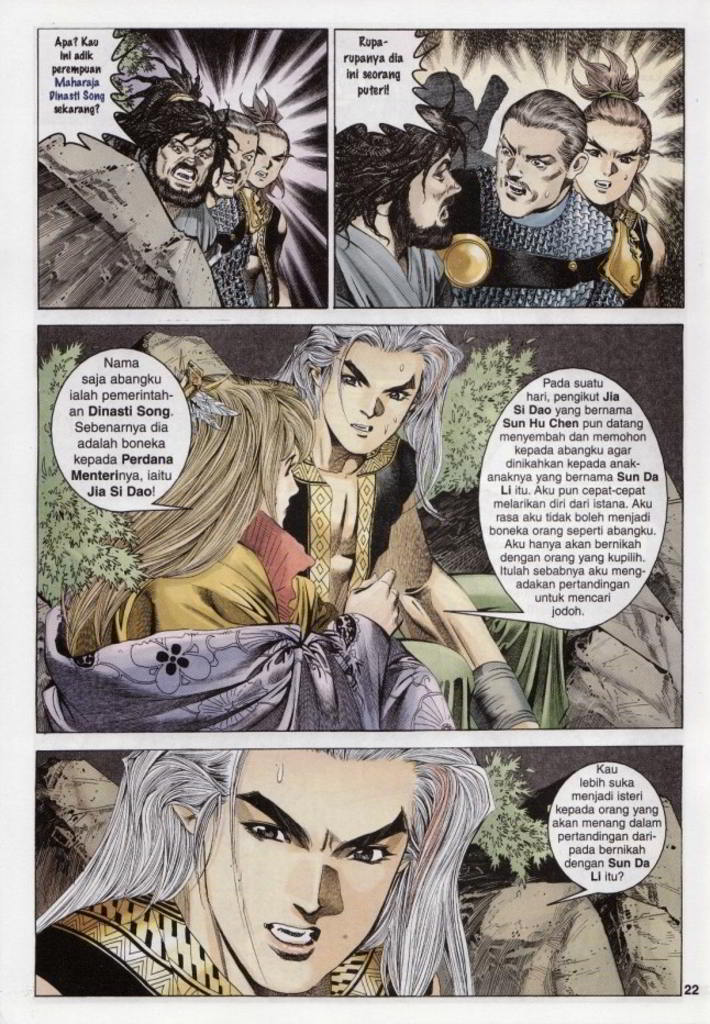 Apa? Kau
ini adik
perempuan
Maharaja
Dinasti Song
sekarang?
Rupa-
rupanya dia
ini seorang
puteri!
Nama
saja abangku
ialah pemerintah-
an Dinasti Song.
Sebenarnya dia
adalah boneka
kepada Perdana
Menterinya, iaitu
Jia Si Dao!
Pada suatu
hari, pengikut Jia
Si Dao yang bernama
Sun Hu Chen pun datang
menyembah dan memohon
kepada abangku agar
dinikahkan kepada anak-
anaknya yang bernama Sun Da
Li itu. Aku pun cepat-cepat
melarikan diri dari istana. Aku
rasa aku tidak boleh menjadi
boneka orang seperti abangku.
Aku hanya akan bernikah
dengan orang yang kupilih.
Itulah sebabnya aku meng-
adakan pertandingan
untuk mencari
jodoh.
Kau
lebih suka
menjadi isteri
kepada orang yang
akan menang dalam
pertandingan dari-
pada bernikah
dengan Sun Da
Li itu?
22